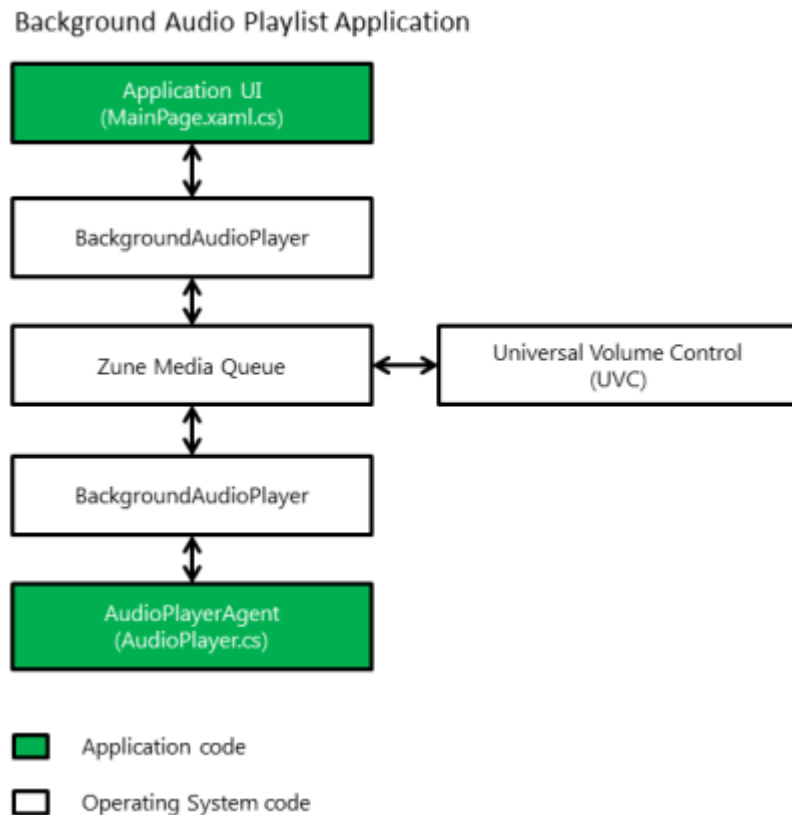 Background Audio Playlist Application
Application UI
(MainPage.xaml.cs)
BackgroundAudioPlayer
Zune Media Queue
Universal Volume Control
(UVC)
BackgroundAudioPlayer
AudioPlayerAgent
(AudioPlayer.cs)
Application code
Operating System code